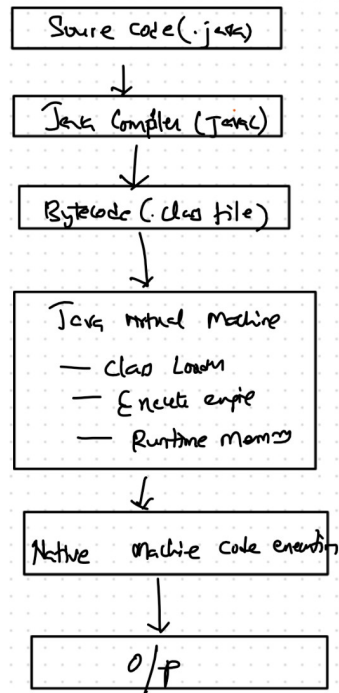 Source code (.java)
Java Compiler (Javac)
Bytecode (.class file)
Java Virtual Machine
— Class Loader
— Execute engine
— Runtime Memory
Native Machine code execution
O/P